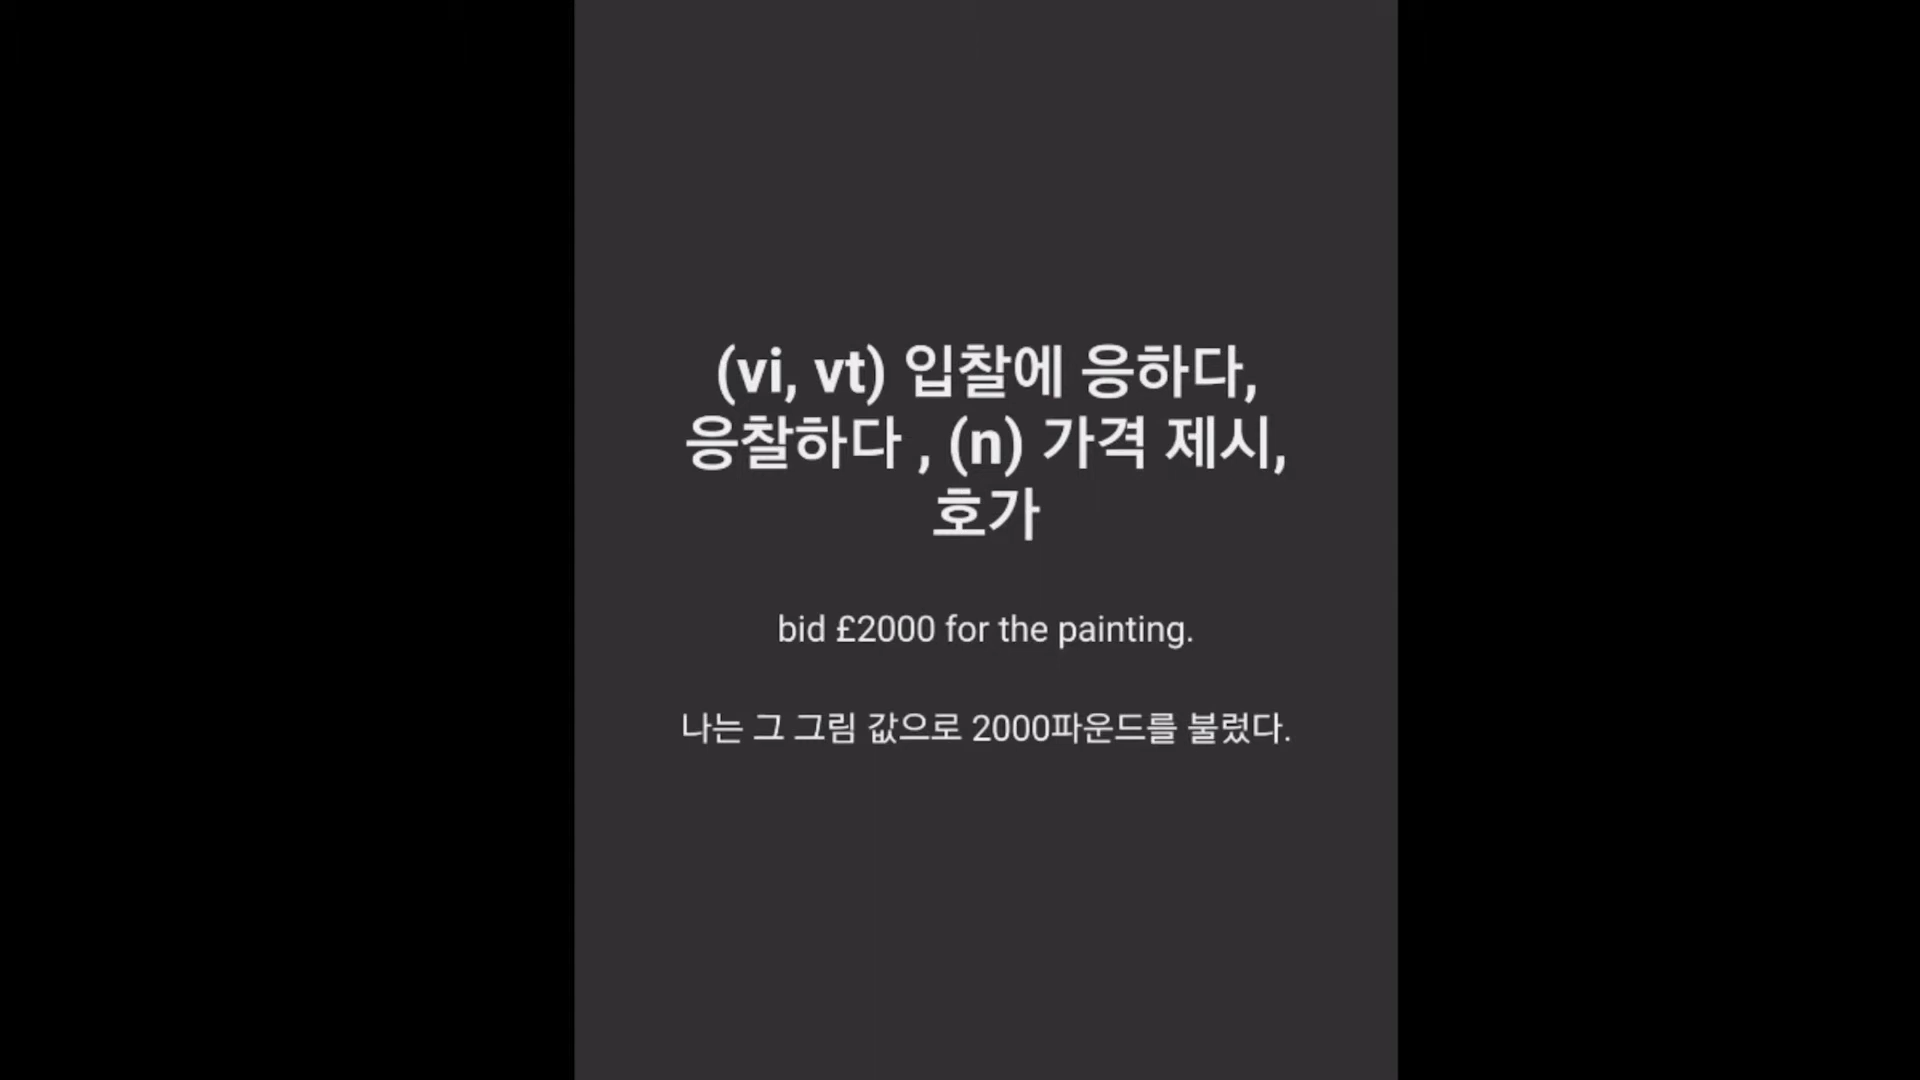 (vi, vt) 입찰에 응하다,
응찰하다 , (n) 가격 제시,
호가
bid £2000 for the painting.
나는 그 그림 값으로 2000파운드를 불렀다.